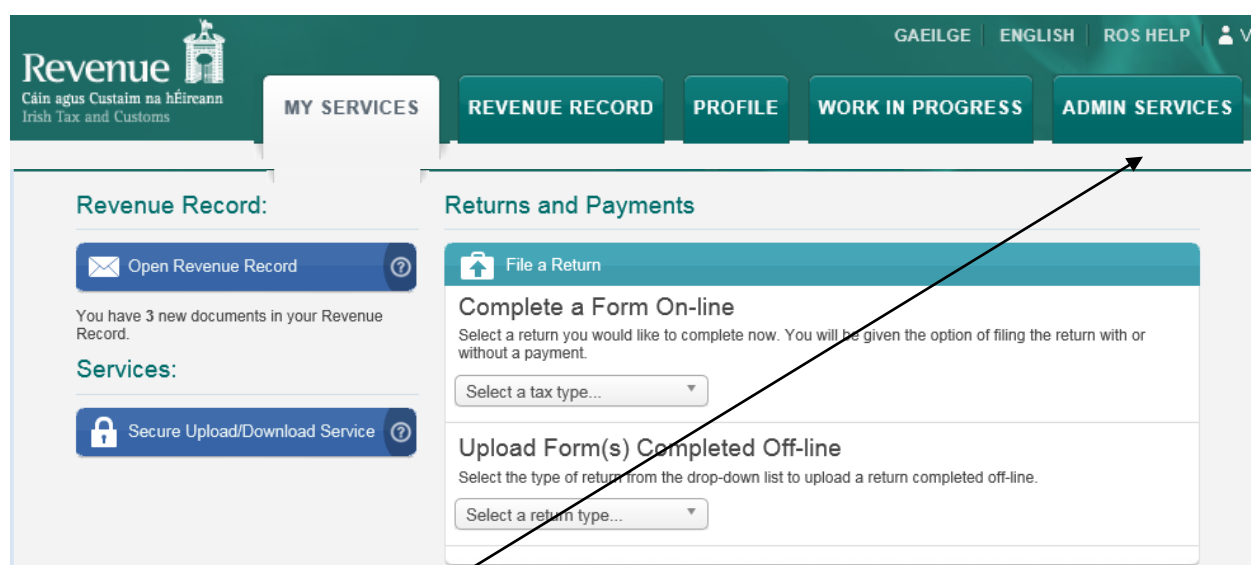 GAEILGE ENGLISH ROS HELP
Revenue
Cáin agus Custaim na hÉireann
Irish Tax and Customs
MY SERVICES REVENUE RECORD PROFILE WORK IN PROGRESS ADMIN SERVICES
Revenue Record:
Open Revenue Record
You have 3 new documents in your Revenue
Record.
Services:
Secure Upload/Download Service
Returns and Payments
File a Return
Complete a Form On-line
Select a return you would like to complete now. You will be given the option of filing the return with or
without a payment.
Select a tax type...
Upload Form(s) Completed Off-line
Select the type of return from the drop-down list to upload a return completed off-line.
Select a return type...